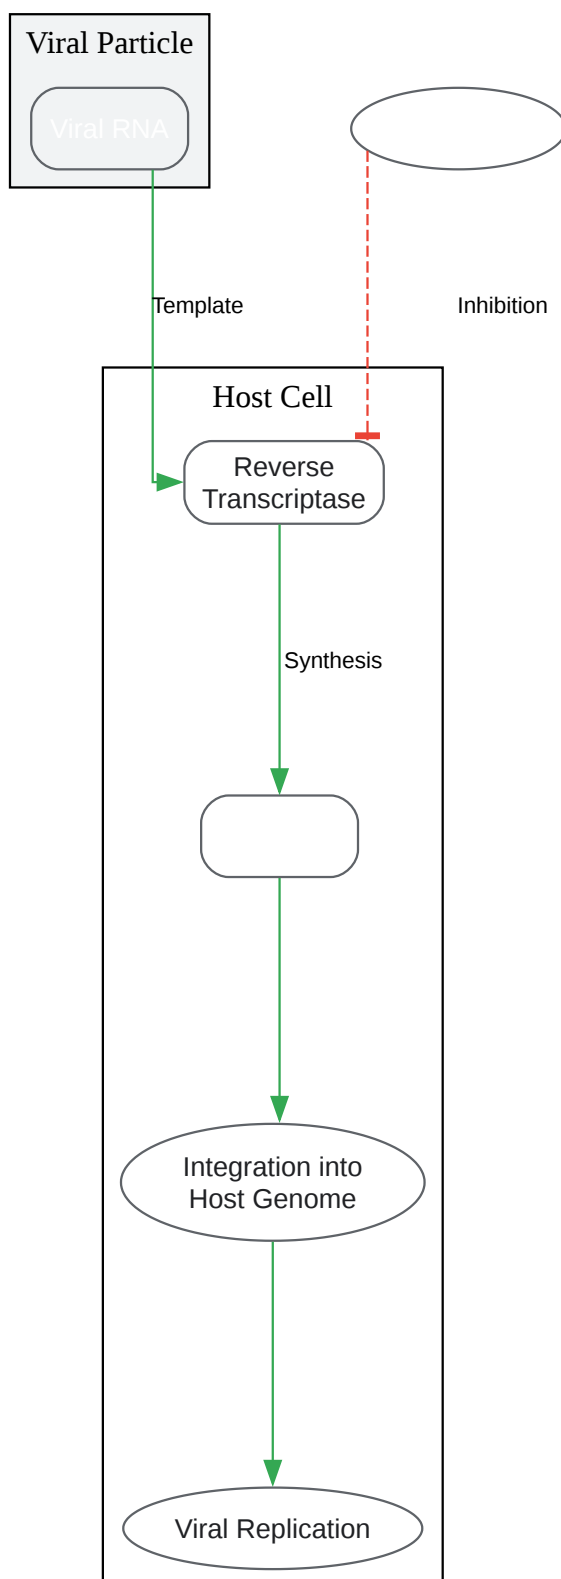 Viral Particle
Viral RNA
Template
Inhibition
Host Cell
Reverse
Transcriptase
Synthesis
Integration into
Host Genome
Viral Replication